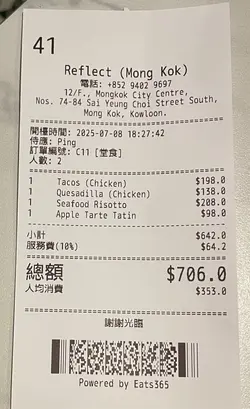 41
Reflect (Mong Kok)
電話: +852 9402 9697
12/F., Mongkok City Centre,
Nos. 74-84 Sai Yeung Choi Street South,
Mong Kok, Kowloon.
開檯時間: 2025-07-08 18:27:42
侍應: Ping
訂單編號: C11 [堂食]
人數: 2
1 Tacos (Chicken) $198.0
1 Quesadilla (Chicken) $138.0
1 Seafood Risotto $208.0
1 Apple Tarte Tatin $98.0
小計 $642.0
服務費(10%) $64.2
總額 $706.0
人均消費 $353.0
謝謝光臨
Powered by Eats365